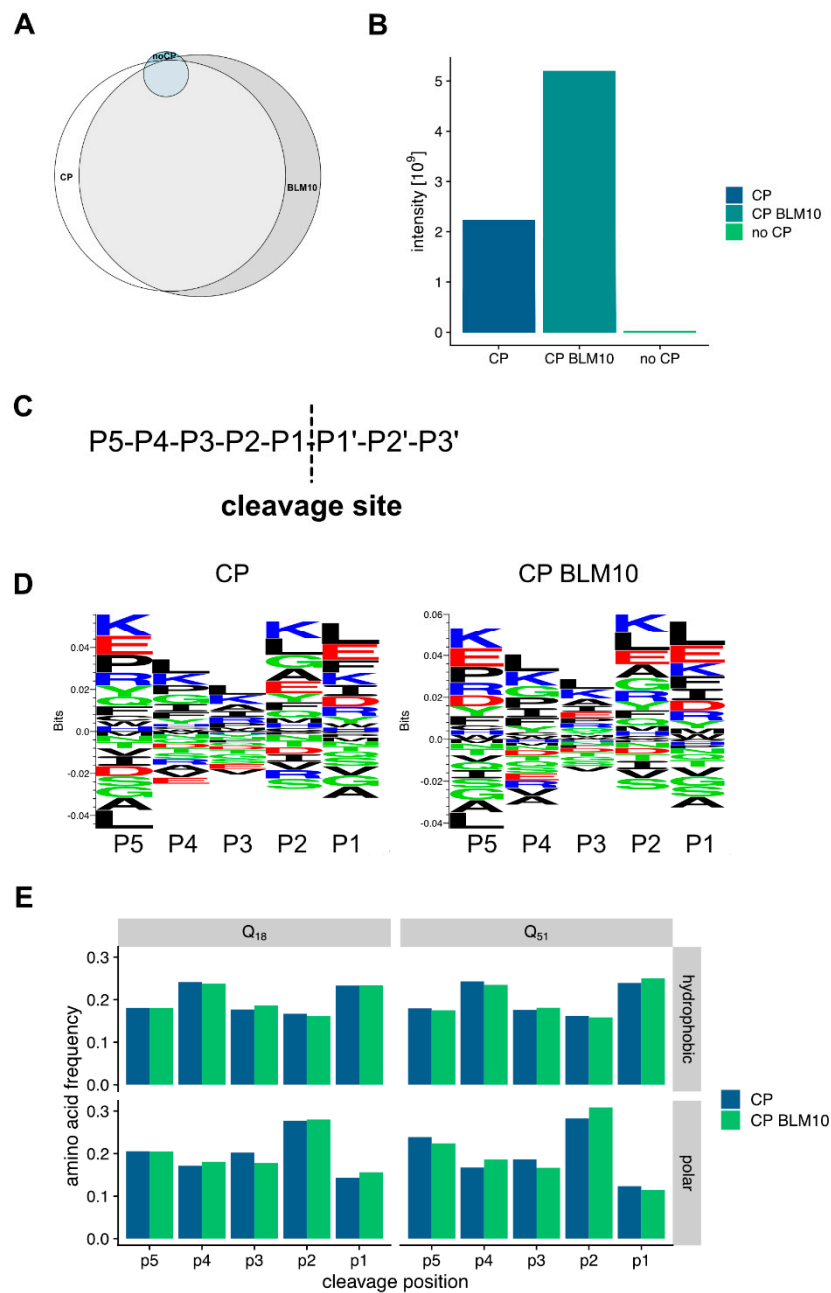 A
noCP
CP
BLM10
B
intensity [10⁹]
5
4
3
2
1
0
CP
CP BLM10
no CP
CP
CP BLM10
no CP
C
P5-P4-P3-P2-P1-P1'-P2'-P3'
cleavage site
D
CP
CP BLM10
Bits
0.04
0.02
0.0
-0.02
-0.04
P5 P4 P3 P2 P1
Bits
0.06
0.04
0.02
0.0
-0.02
-0.04
P5 P4 P3 P2 P1
E
Q₁₈
Q₅₁
hydrophobic
polar
amino acid frequency
0.3
0.2
0.1
0.0
0.3
0.2
0.1
0.0
p5 p4 p3 p2 p1
p5 p4 p3 p2 p1
cleavage position
CP
CP BLM10